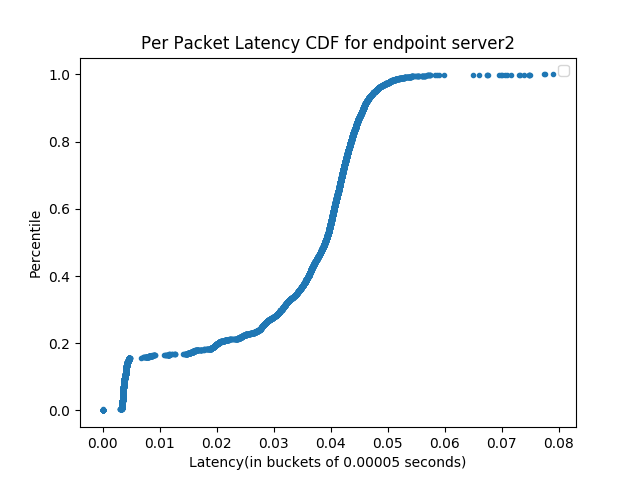 Per Packet Latency CDF for endpoint server2
1.0
0.8
0.6
0.4
0.2
0.0
Percentile
0.00 0.01 0.02 0.03 0.04 0.05 0.06 0.07 0.08
Latency(in buckets of 0.00005 seconds)